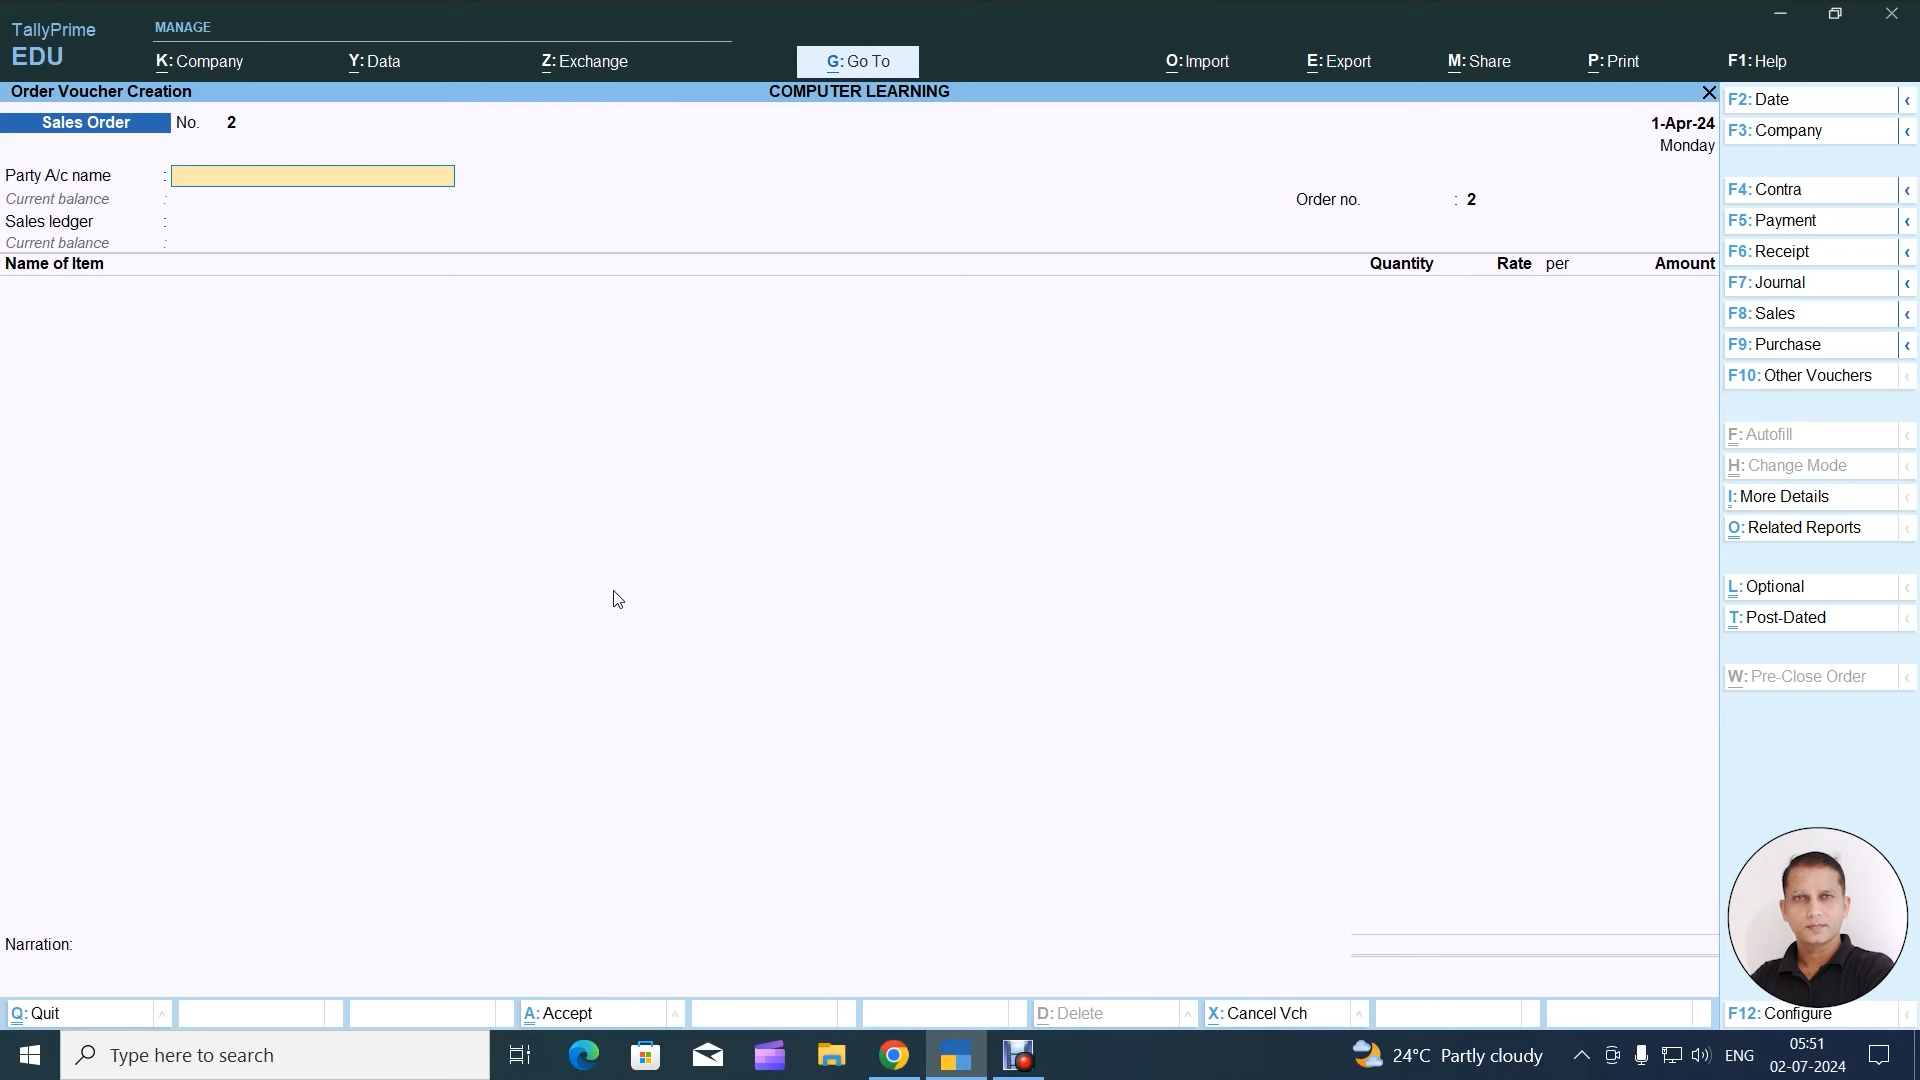 TallyPrime
EDU
MANAGE
K: Company
Y: Data
Z: Exchange
G: Go To
O: Import
E: Export
M: Share
P: Print
F1: Help
Order Voucher Creation
COMPUTER LEARNING
Sales Order No. 2
1-Apr-24
Monday
Party A/c name :
Current balance :
Order no. : 2
Sales ledger :
Current balance :
Name of Item Quantity Rate per Amount
Narration:
F2: Date
F3: Company
F4: Contra
F5: Payment
F6: Receipt
F7: Journal
F8: Sales
F9: Purchase
F10: Other Vouchers
F: Autofill
H: Change Mode
I: More Details
O: Related Reports
L: Optional
T: Post-Dated
W: Pre-Close Order
Q: Quit
A: Accept
D: Delete
X: Cancel Vch
F12: Configure
Type here to search
24°C Partly cloudy
ENG
05:51
02-07-2024